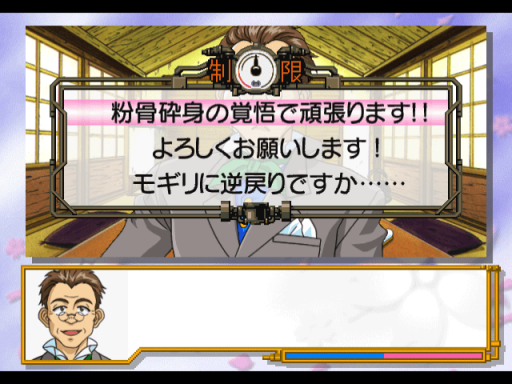 制限
粉骨砕身の覚悟で頑張ります!!
よろしくお願いします！
モギリに逆戻りですか……